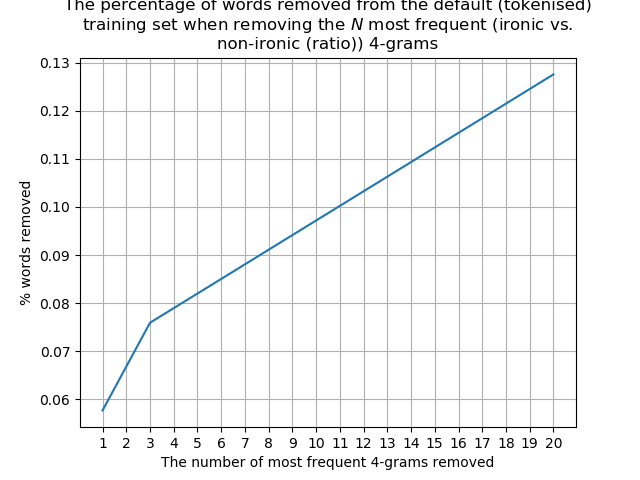 The percentage of words removed from the default (tokenised)
training set when removing the N most frequent (ironic vs.
non-ironic (ratio)) 4-grams
0.13
0.12
0.11
0.10
0.09
0.08
0.07
0.06
% words removed
1 2 3 4 5 6 7 8 9 10 11 12 13 14 15 16 17 18 19 20
The number of most frequent 4-grams removed